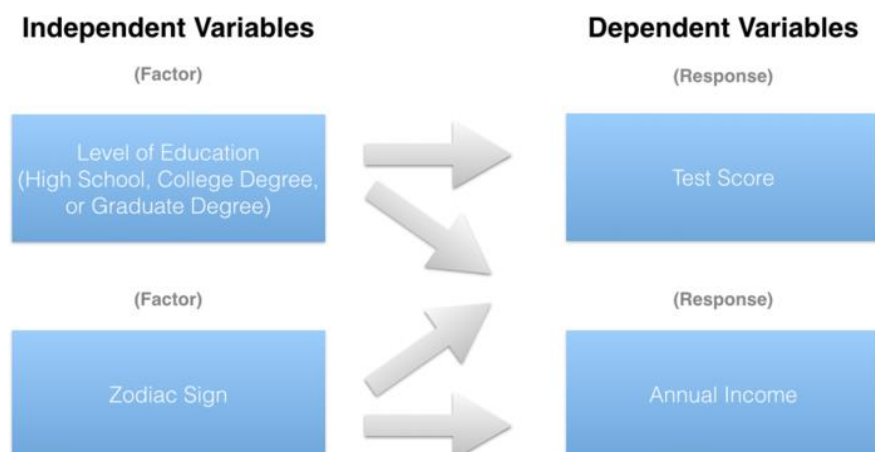 Independent Variables
Dependent Variables
(Factor)
(Response)
Level of Education
(High School, College Degree,
or Graduate Degree)
Test Score
(Factor)
(Response)
Zodiac Sign
Annual Income